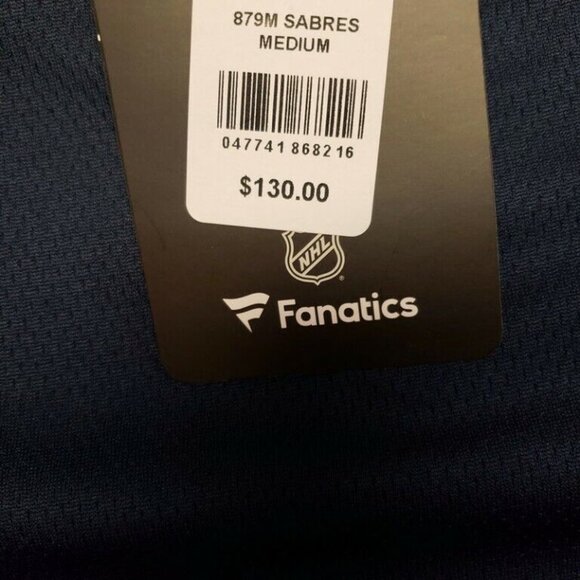 879M SABRES
MEDIUM
047741 868216
$130.00
NHL
Fanatics